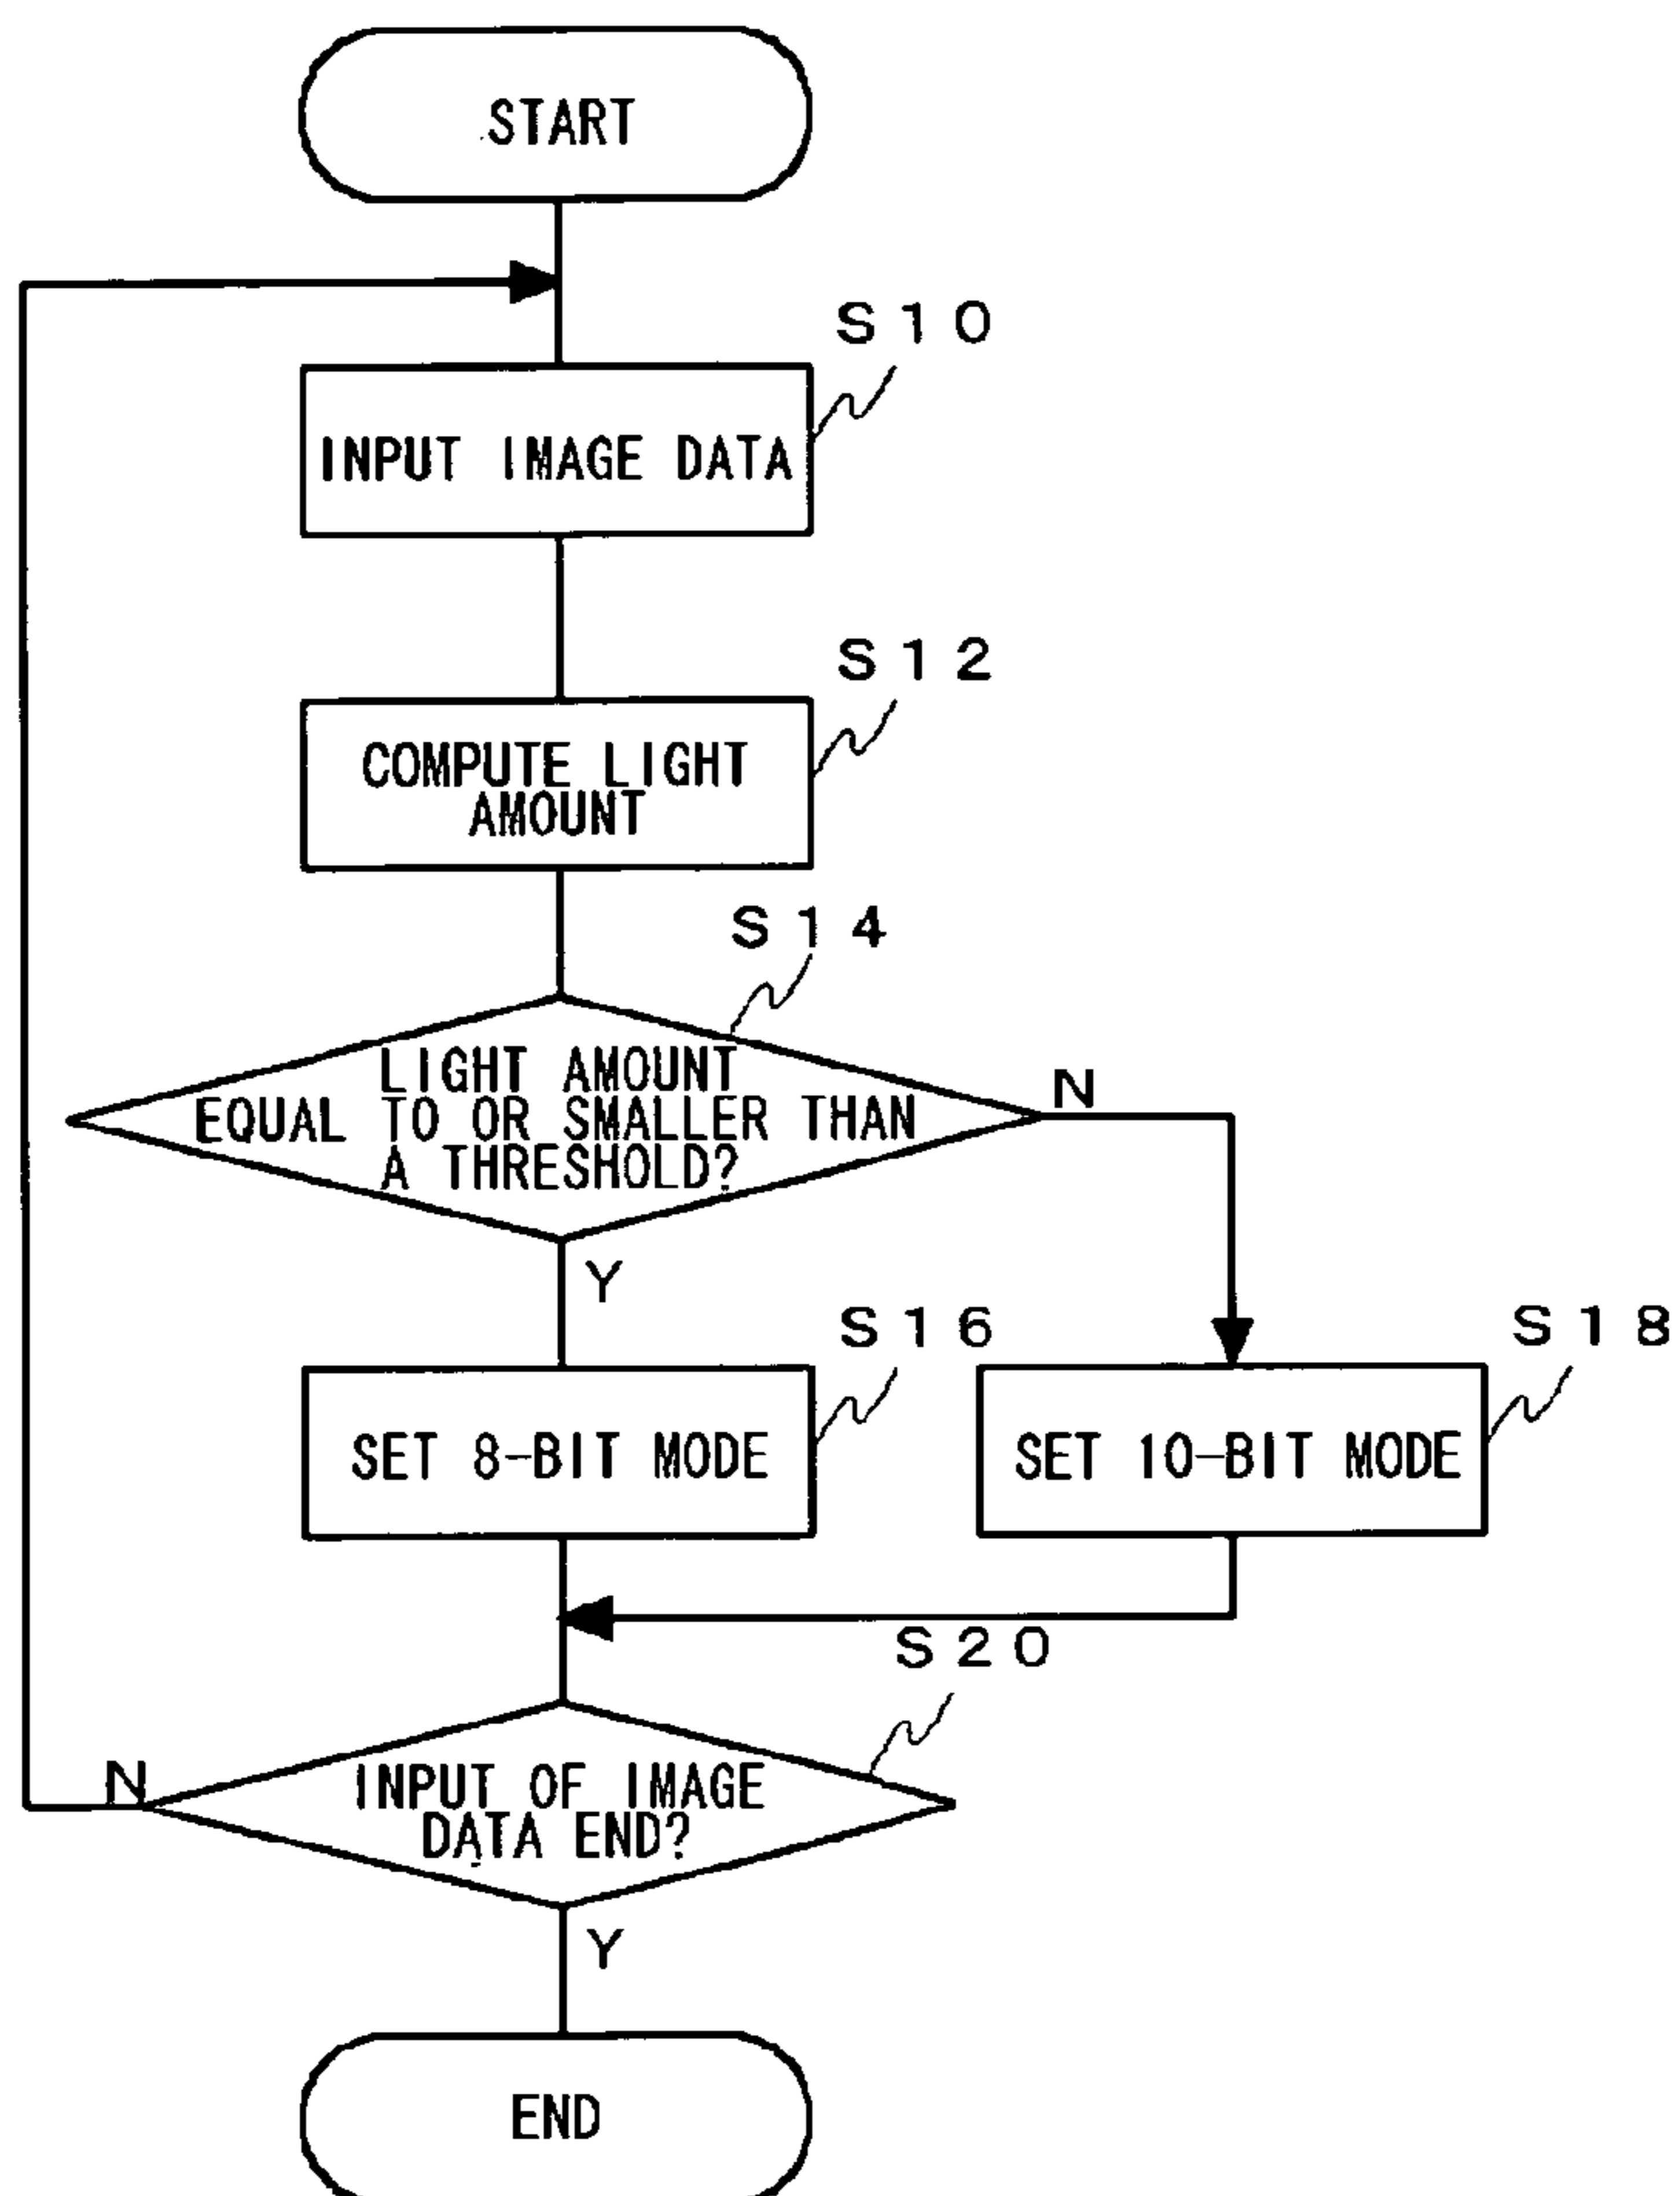 START
S10
INPUT IMAGE DATA
S12
COMPUTE LIGHT
AMOUNT
S14
LIGHT AMOUNT
EQUAL TO OR SMALLER THAN
A THRESHOLD?
N
Y
S16
S18
SET 8-BIT MODE
SET 10-BIT MODE
S20
N
INPUT OF IMAGE
DATA END?
Y
END